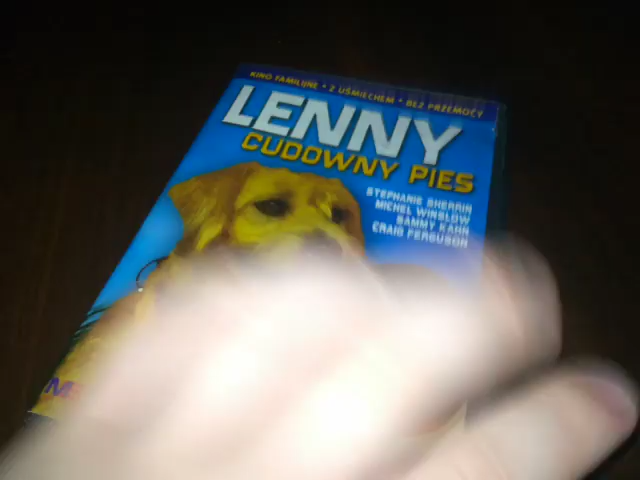 KINO FAMILIJNE • Z UŚMIECHEM • BEZ PRZEMOCY
LENNY
CUDOWNY PIES
STEPHANIE SHERRIN
MICHEL WINSLOW
SAMMY KAHN
CRAIG FERGUSON